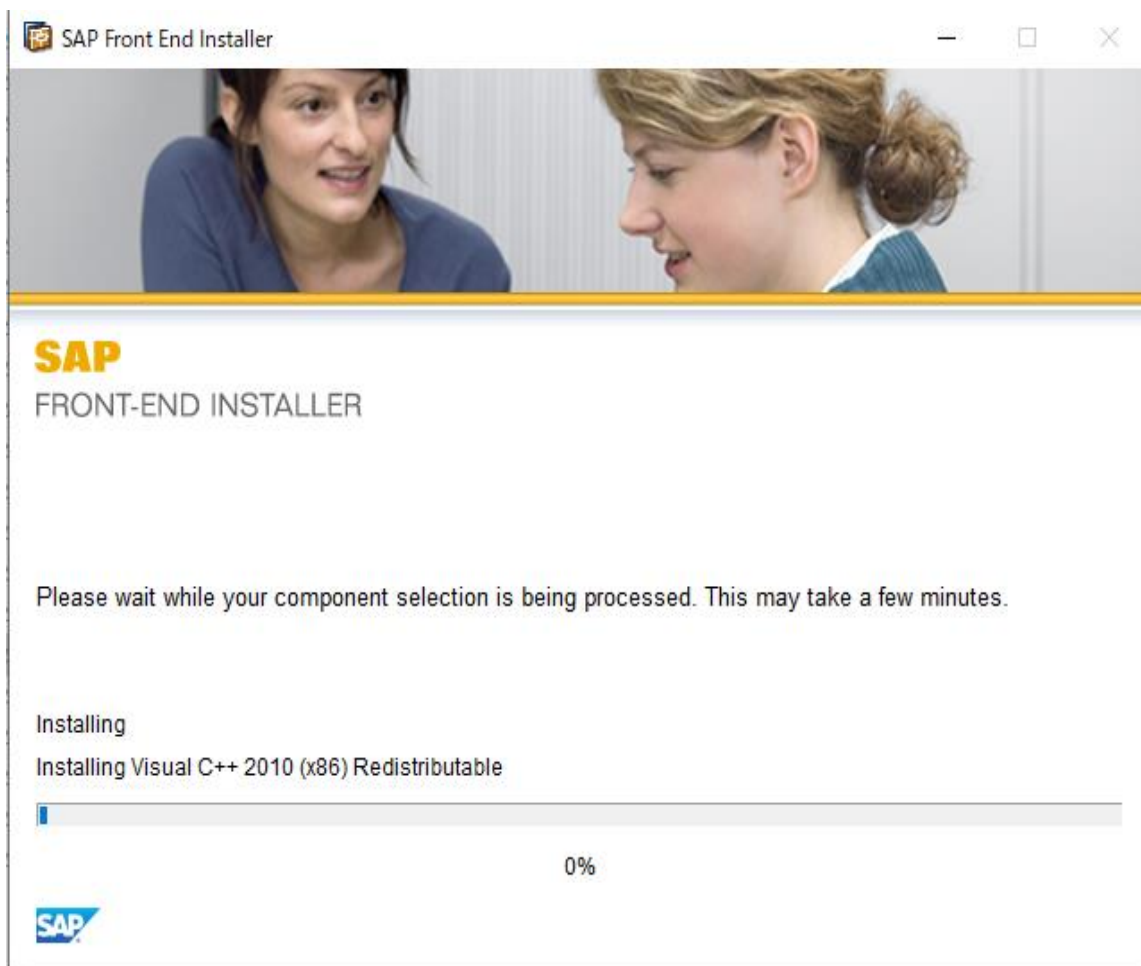 SAP Front End Installer
SAP
FRONT-END INSTALLER
Please wait while your component selection is being processed. This may take a few minutes.
Installing
Installing Visual C++ 2010 (x86) Redistributable
0%
SAP